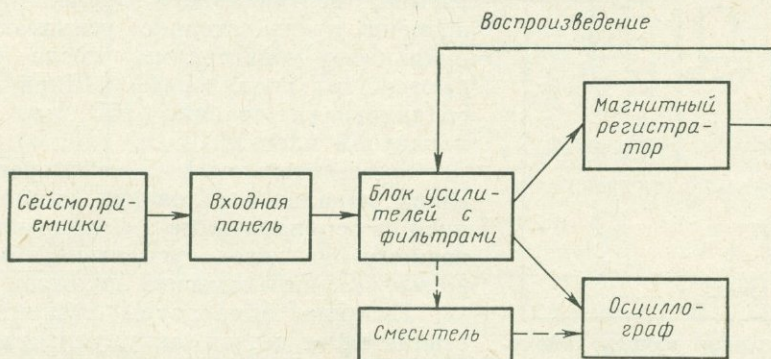 Воспроизведение
Магнитный
регистра-
тор
Сейсмопри-
емники
Входная
панель
Блок усили-
телей с
фильтрами
Смеситель
Осцилло-
граф